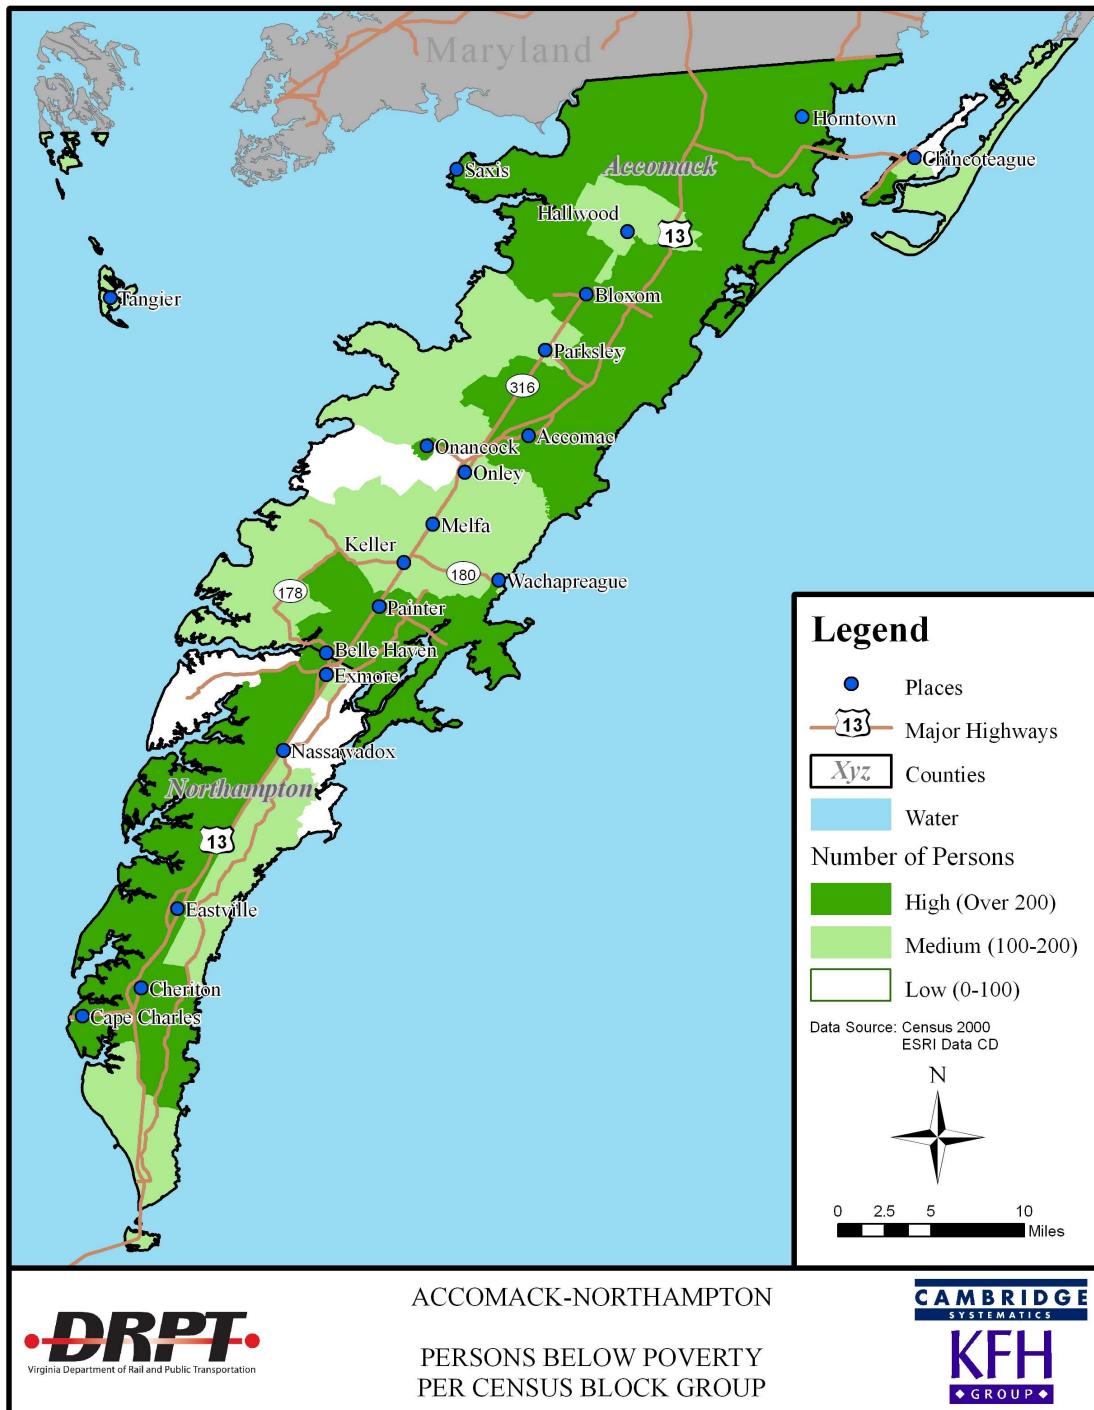 Maryland
Horntown
Chincoteague
Saxis
Accomack
Hallwood
13
Tangier
Bloxom
Parksley
316
Accomac
Onancock
Onley
Melfa
Keller
180
Wachapreague
178
Painter
Belle Haven
Exmore
Nassawadox
Northampton
13
Eastville
Cheriton
Cape Charles
Legend
Places
13
Major Highways
Xyz
Counties
Water
Number of Persons
High (Over 200)
Medium (100-200)
Low (0-100)
Data Source: Census 2000
ESRI Data CD
N
0 2.5 5 10
Miles
DRPT
Virginia Department of Rail and Public Transportation
ACCOMACK-NORTHAMPTON
PERSONS BELOW POVERTY
PER CENSUS BLOCK GROUP
CAMBRIDGE
SYSTEMATICS
KFH
GROUP